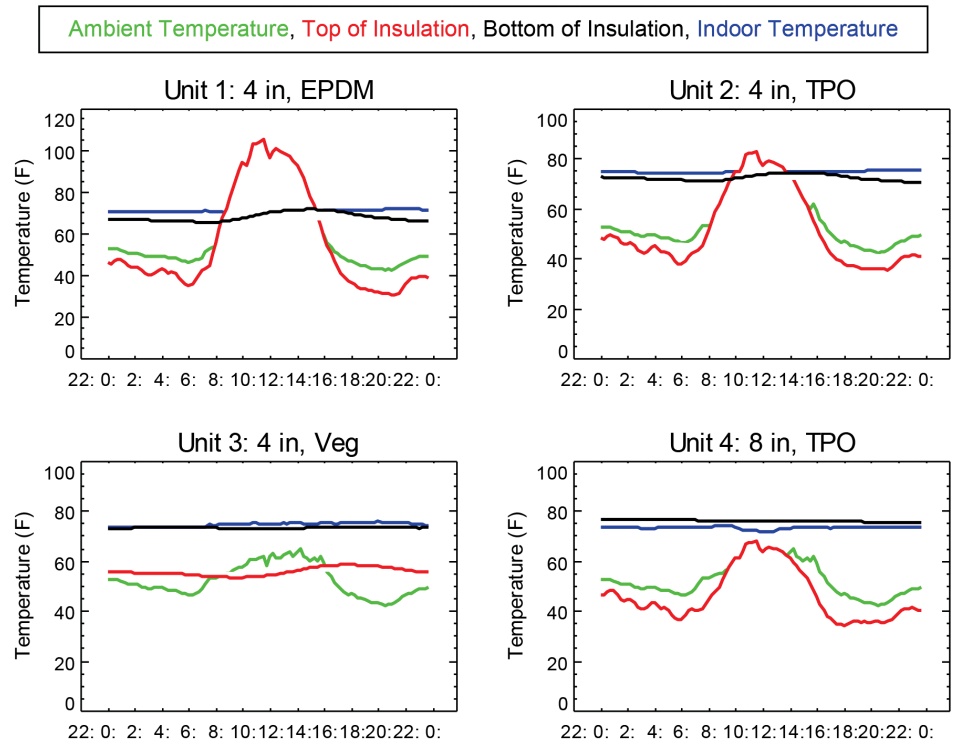 Ambient Temperature, Top of Insulation, Bottom of Insulation, Indoor Temperature
Unit 1: 4 in, EPDM
Temperature (F)
120
100
80
60
40
20
0
22: 0: 2: 4: 6: 8: 10:12:14:16:18:20:22: 0:
Unit 2: 4 in, TPO
Temperature (F)
100
80
60
40
20
0
22: 0: 2: 4: 6: 8: 10:12:14:16:18:20:22: 0:
Unit 3: 4 in, Veg
Temperature (F)
100
80
60
40
20
0
22: 0: 2: 4: 6: 8: 10:12:14:16:18:20:22: 0:
Unit 4: 8 in, TPO
Temperature (F)
100
80
60
40
20
0
22: 0: 2: 4: 6: 8: 10:12:14:16:18:20:22: 0: